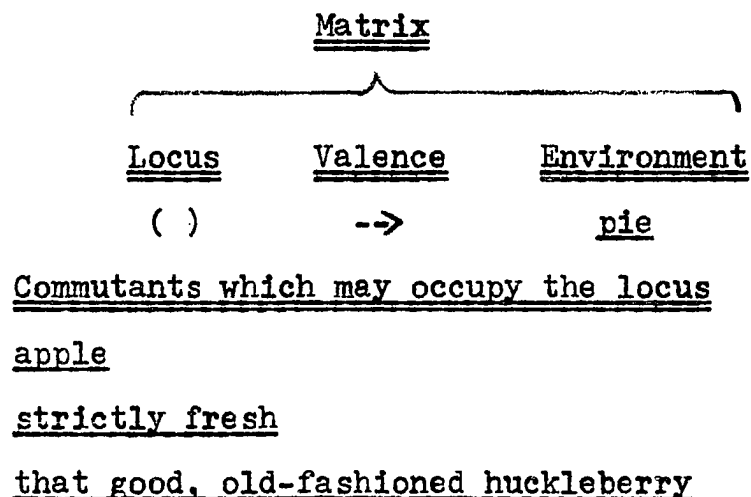 Matrix
Locus Valence Environment
( ) --> pie
Commutants which may occupy the locus
apple
strictly fresh
that good, old-fashioned huckleberry